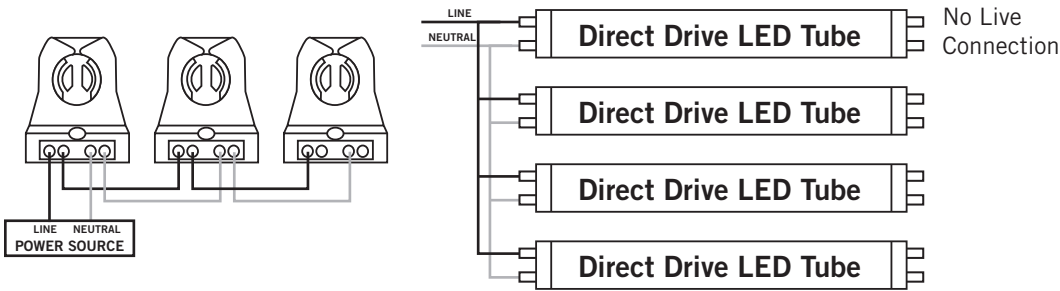 LINE NEUTRAL
POWER SOURCE
LINE
NEUTRAL
Direct Drive LED Tube
No Live
Connection
Direct Drive LED Tube
Direct Drive LED Tube
Direct Drive LED Tube